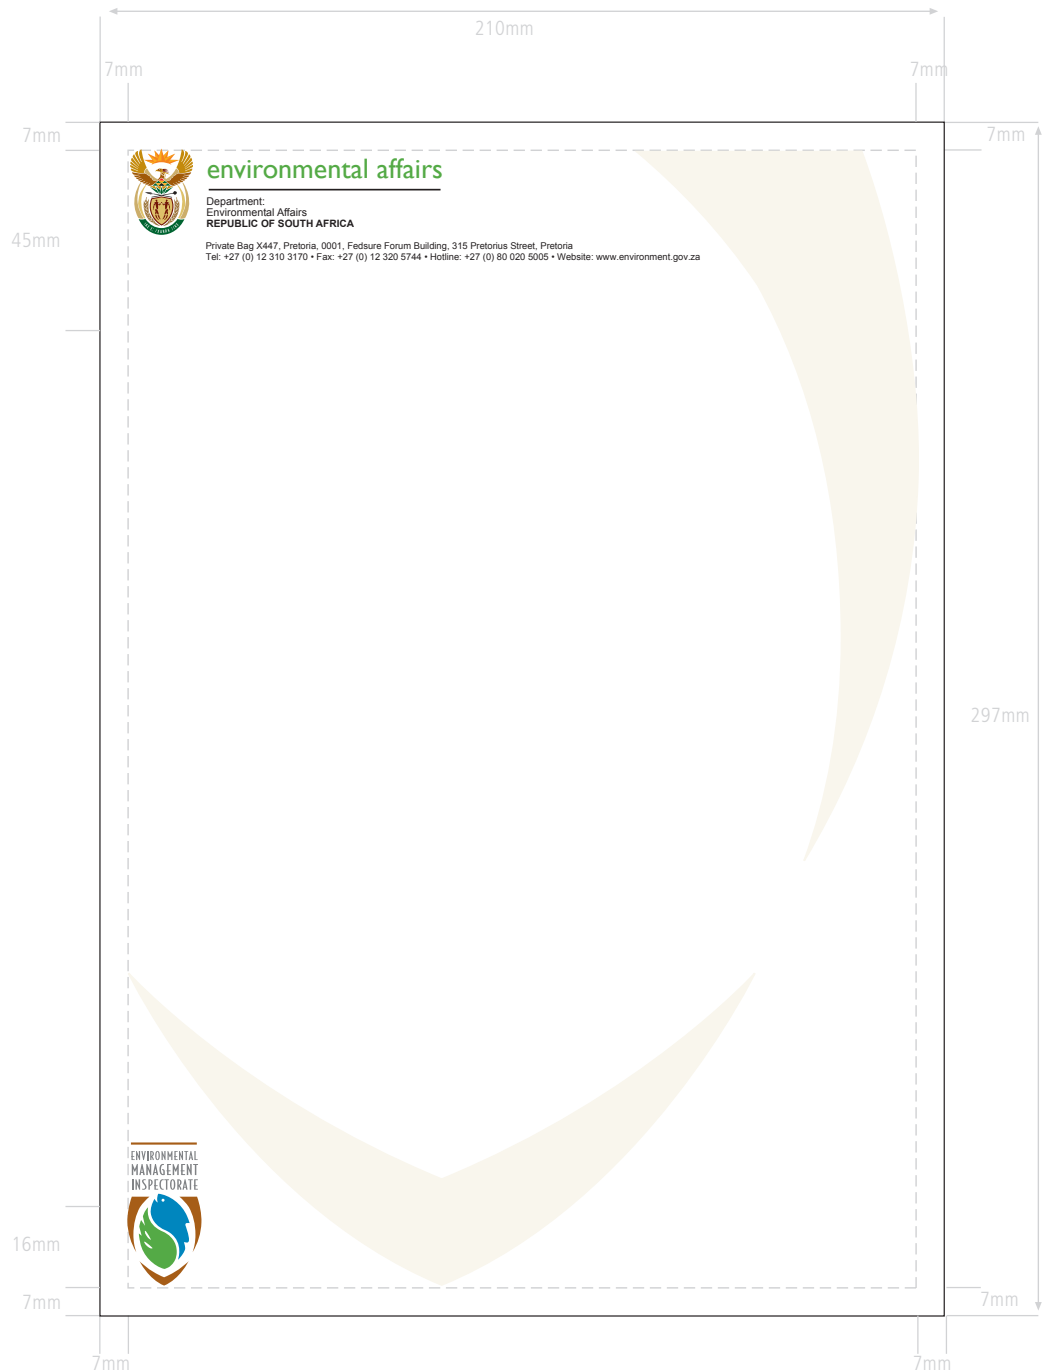 210mm
7mm
7mm
7mm
7mm
environmental affairs
Department:
Environmental Affairs
REPUBLIC OF SOUTH AFRICA
45mm
Private Bag X447, Pretoria, 0001, Fedsure Forum Building, 315 Pretorius Street, Pretoria
Tel: +27 (0) 12 310 3170 • Fax: +27 (0) 12 320 5744 • Hotline: +27 (0) 80 020 5005 • Website: www.environment.gov.za
297mm
ENVIRONMENTAL
MANAGEMENT
INSPECTORATE
16mm
7mm
7mm
7mm
7mm